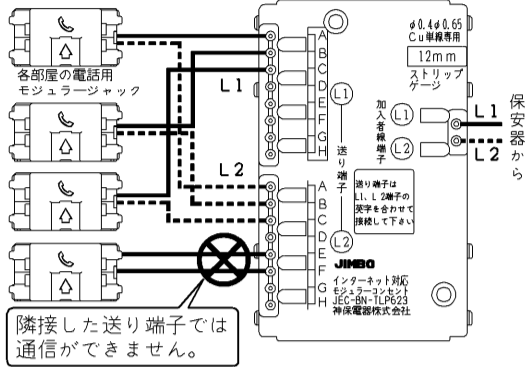 各部屋の電話用
モジュラージャック
L1
L2
A
B
C
D
E
F
G
H
A
B
C
D
E
F
G
H
L1
送り端子
L2
φ0.4φ0.65
Cu単線専用
12mm
ストリップ
ゲージ
加入者線端子
L1
L2
L1
L2
保安器から
送り端子は
L1、L2端子の
英字を合わせて
接続して下さい
JIMBO
インターネット対応
モジュラーコンセント
JEC-BN-TLP623
神保電器株式会社
隣接した送り端子では
通信ができません。